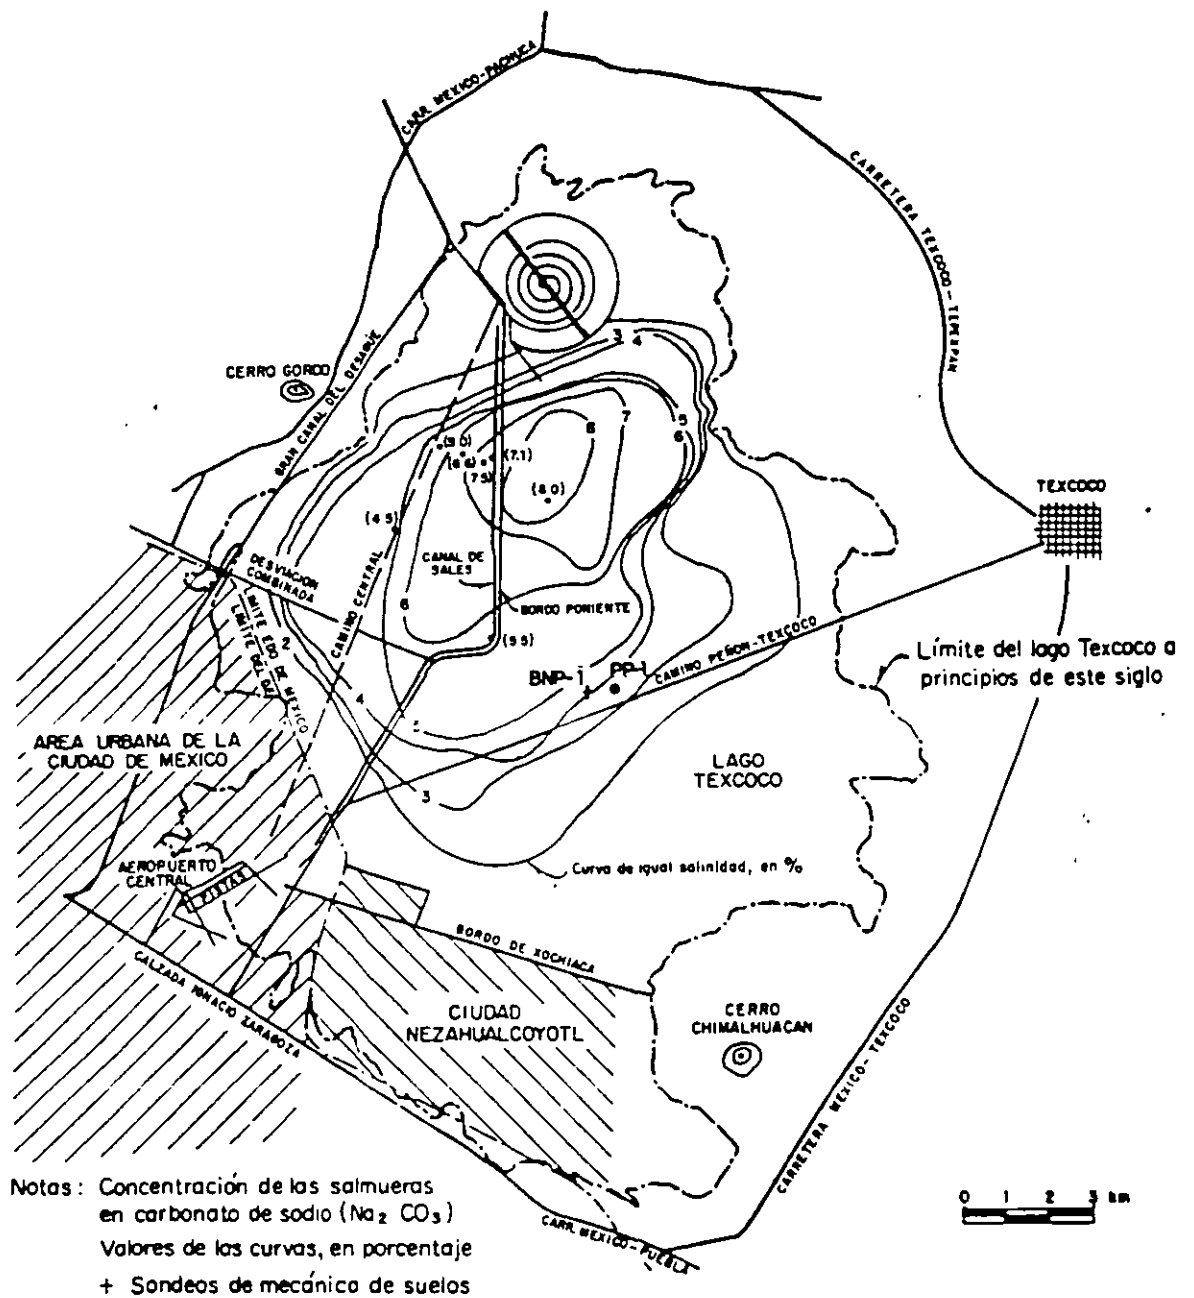 CARR. MEXICO-PACHUCA
CARRETERA TEXCOCO-TEPEXPAN
CERRO GORDO
GRAN CANAL DEL DESAGÜE
3
4
5
6
7
8
(9.0)
(6.6)
(7.5)
(7.1)
(8.0)
(4.5)
TEXCOCO
CANAL DE
SALES
CAMINO CENTRAL
DESVIACION
COMBINADA
BORDO PONIENTE
6
(5.5)
LIMITE EDO DE MEXICO
LIMITE DEL D.F.
2
BNP-1
PP-1
CAMINO PEÑON-TEXCOCO
Límite del lago Texcoco a
principios de este siglo
4
3
AREA URBANA DE LA
CIUDAD DE MEXICO
LAGO
TEXCOCO
Curva de igual salinidad, en %
AEROPUERTO
CENTRAL
PISTAS
BORDO DE XOCHIACA
CALZADA IGNACIO ZARAGOZA
CIUDAD
NEZAHUALCOYOTL
CERRO
CHIMALHUACAN
CARRETERA MEXICO-TEXCOCO
CARR. MEXICO-PUEBLA
0 1 2 3 km
Notas: Concentración de las salmueras
en carbonato de sodio (Na₂ CO₃)
Valores de las curvas, en porcentaje
+ Sondeos de mecánica de suelos